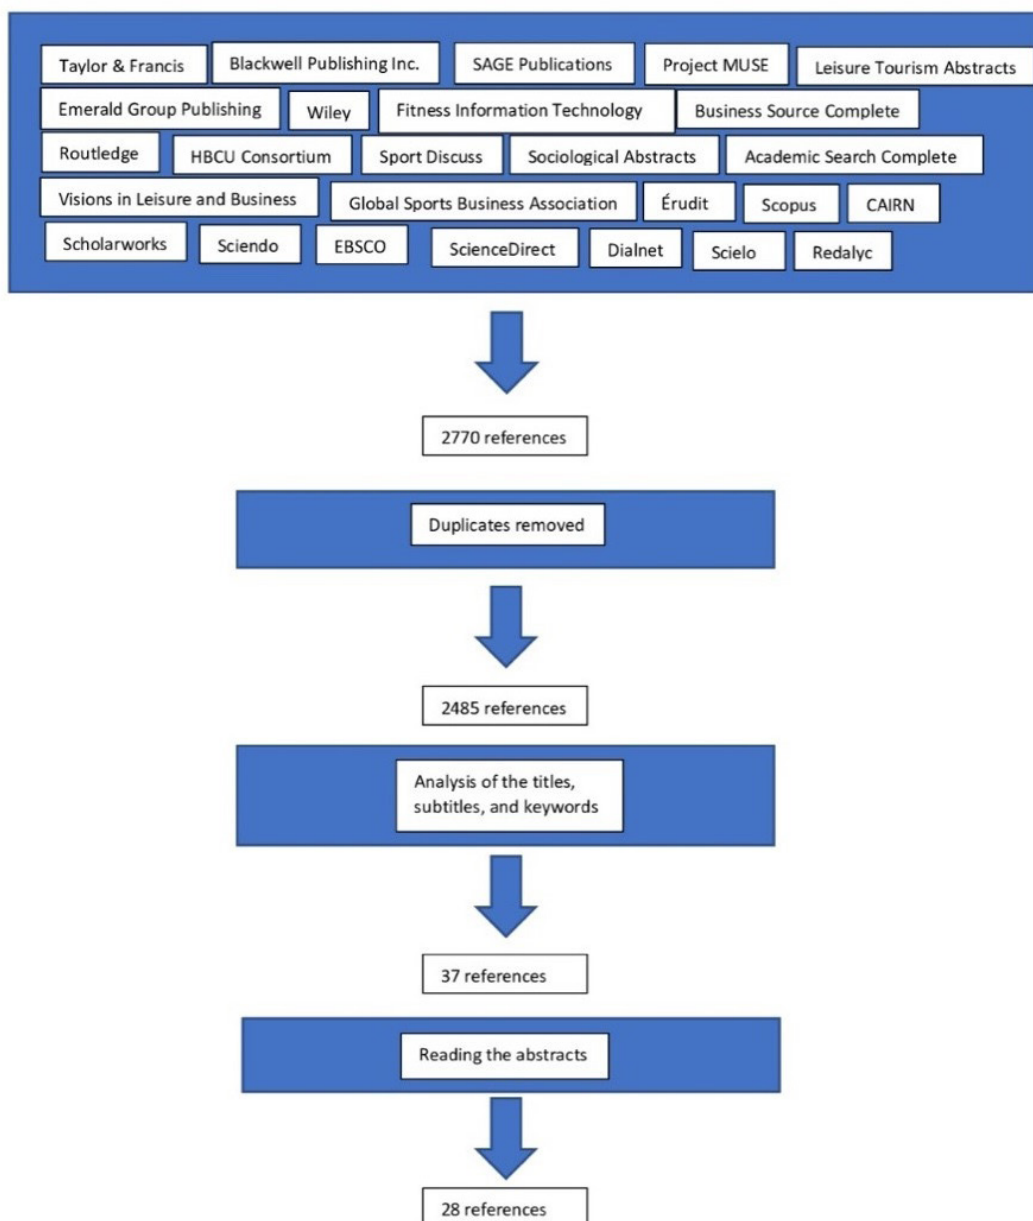 Taylor & Francis
Blackwell Publishing Inc.
SAGE Publications
Project MUSE
Leisure Tourism Abstracts
Emerald Group Publishing
Wiley
Fitness Information Technology
Business Source Complete
Routledge
HBCU Consortium
Sport Discuss
Sociological Abstracts
Academic Search Complete
Visions in Leisure and Business
Global Sports Business Association
Érudit
Scopus
CAIRN
Scholarworks
Sciendo
EBSCO
ScienceDirect
Dialnet
Scielo
Redalyc
2770 references
Duplicates removed
2485 references
Analysis of the titles,
subtitles, and keywords
37 references
Reading the abstracts
28 references